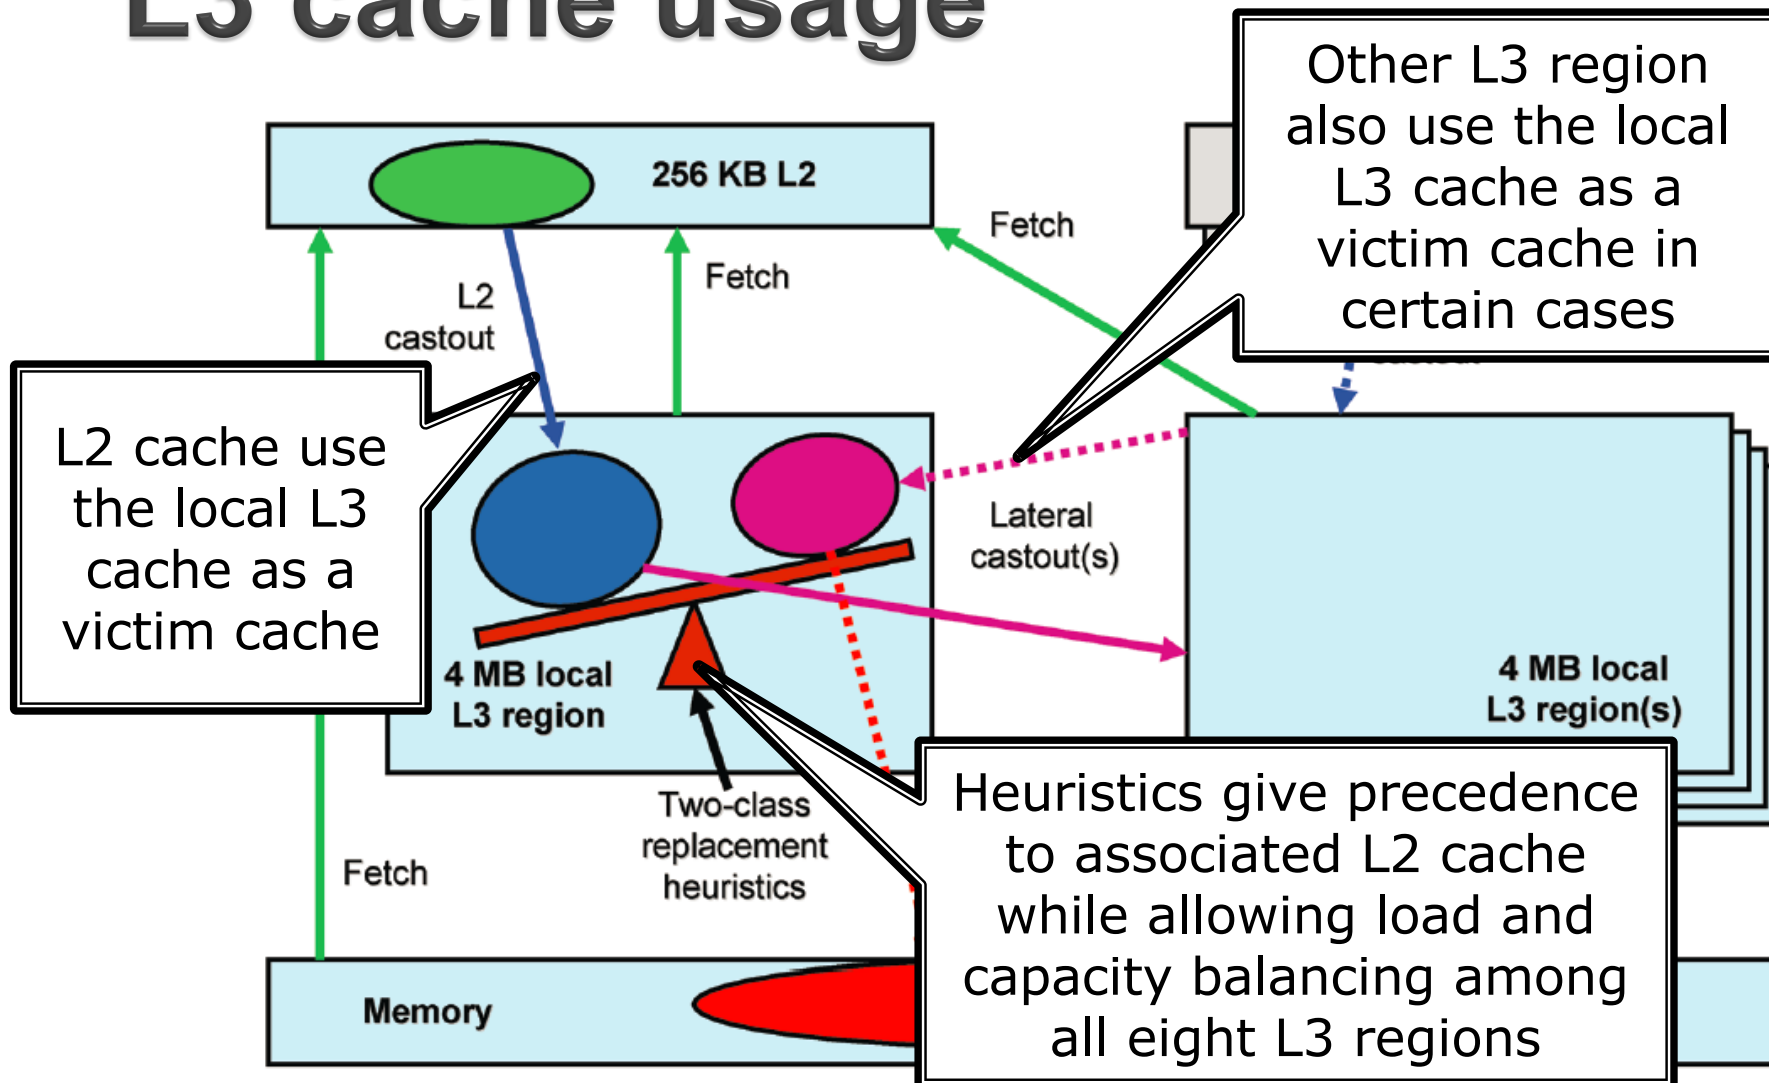 L3 cache usage
Other L3 region
also use the local
L3 cache as a
victim cache in
certain cases
256 KB L2
Fetch
Fetch
L2
castout
L2 cache use
the local L3
cache as a
victim cache
Lateral
castout(s)
4 MB local
L3 region
4 MB local
L3 region(s)
Two-class
replacement
heuristics
Heuristics give precedence
to associated L2 cache
while allowing load and
capacity balancing among
all eight L3 regions
Fetch
Memory